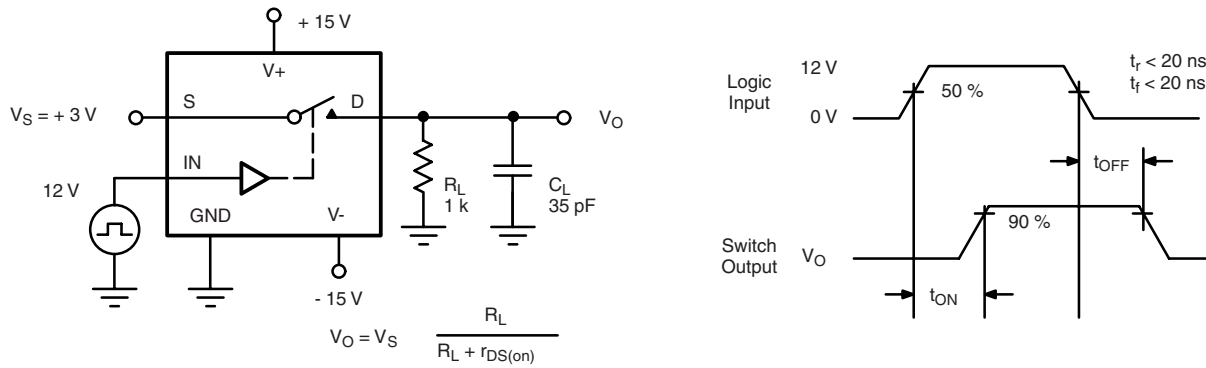 + 15 V
V+
S
D
V_S = + 3 V
V_O
IN
12 V
R_L
1 k
C_L
35 pF
GND
V-
- 15 V
V_O = V_S R_L / R_L + r_DS(on)
Logic
Input
12 V
0 V
50 %
t_r < 20 ns
t_f < 20 ns
t_OFF
90 %
Switch
Output
V_O
t_ON